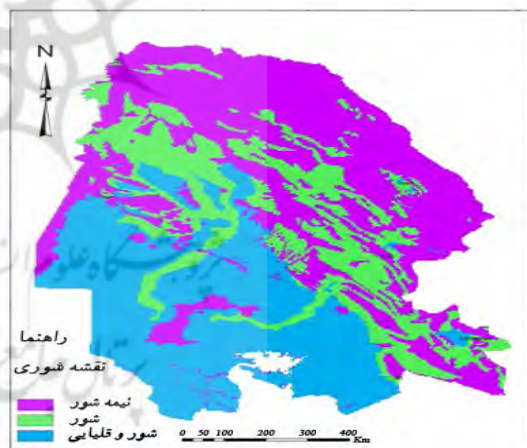 N
راهنما
نقشه شوری
نیمه شور
شور
شور و قلیایی
0 50 100 200 300 400
Km